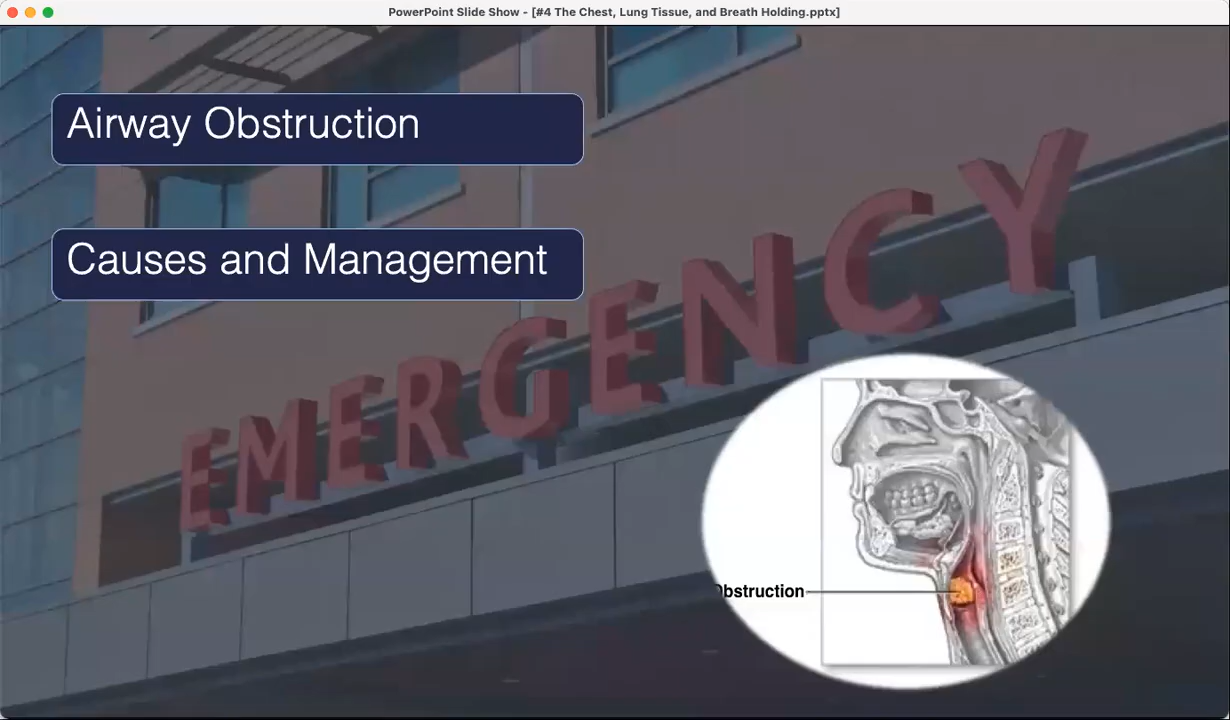 PowerPoint Slide Show - [#4 The Chest, Lung Tissue, and Breath Holding.pptx]
Airway Obstruction
Causes and Management
EMERGENCY
bstruction